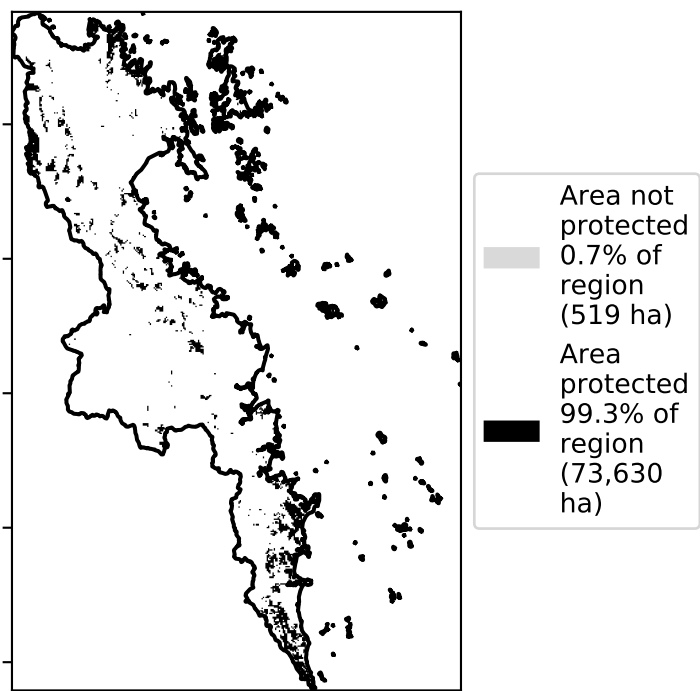 Area not
protected
0.7% of
region
(519 ha)
Area
protected
99.3% of
region
(73,630
ha)